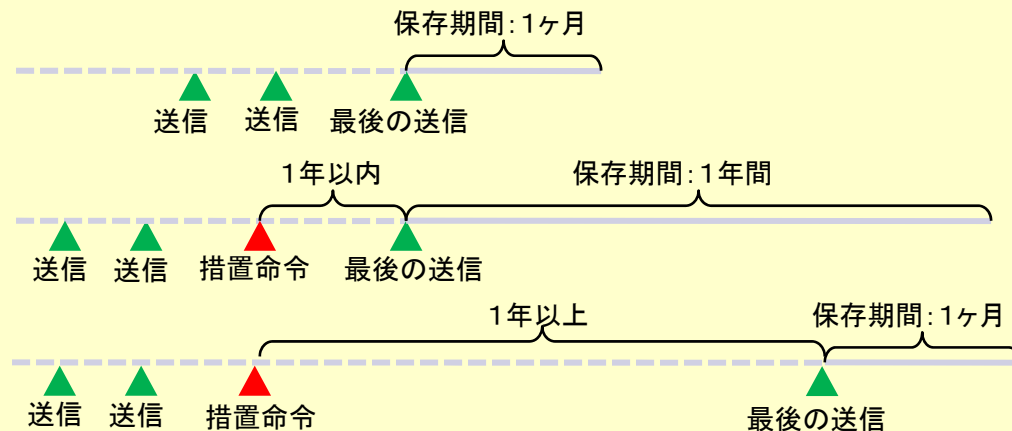 保存期間：１ヶ月
送信 送信 最後の送信
１年以内 保存期間：１年間
送信 送信 措置命令 最後の送信
１年以上 保存期間：１ヶ月
送信 送信 措置命令 最後の送信